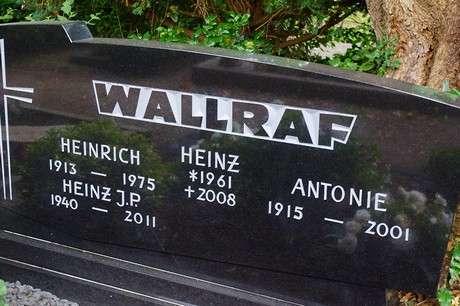 WALLRAF
HEINRICH
1913 — 1975
HEINZ J.P.
1940 — 2011
HEINZ
*1961
+2008
ANTONIE
1915 — 2001